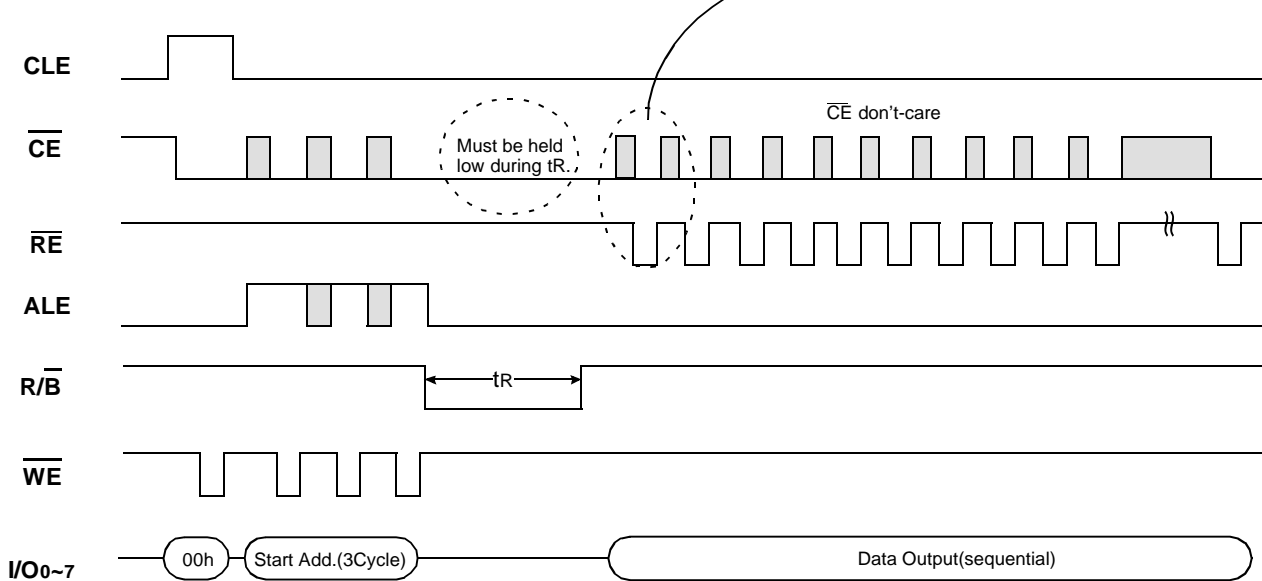 CLE
CE
CE don't-care
Must be held
low during tR.
RE
ALE
R/B
tR
WE
I/O0~7
00h
Start Add.(3Cycle)
Data Output(sequential)